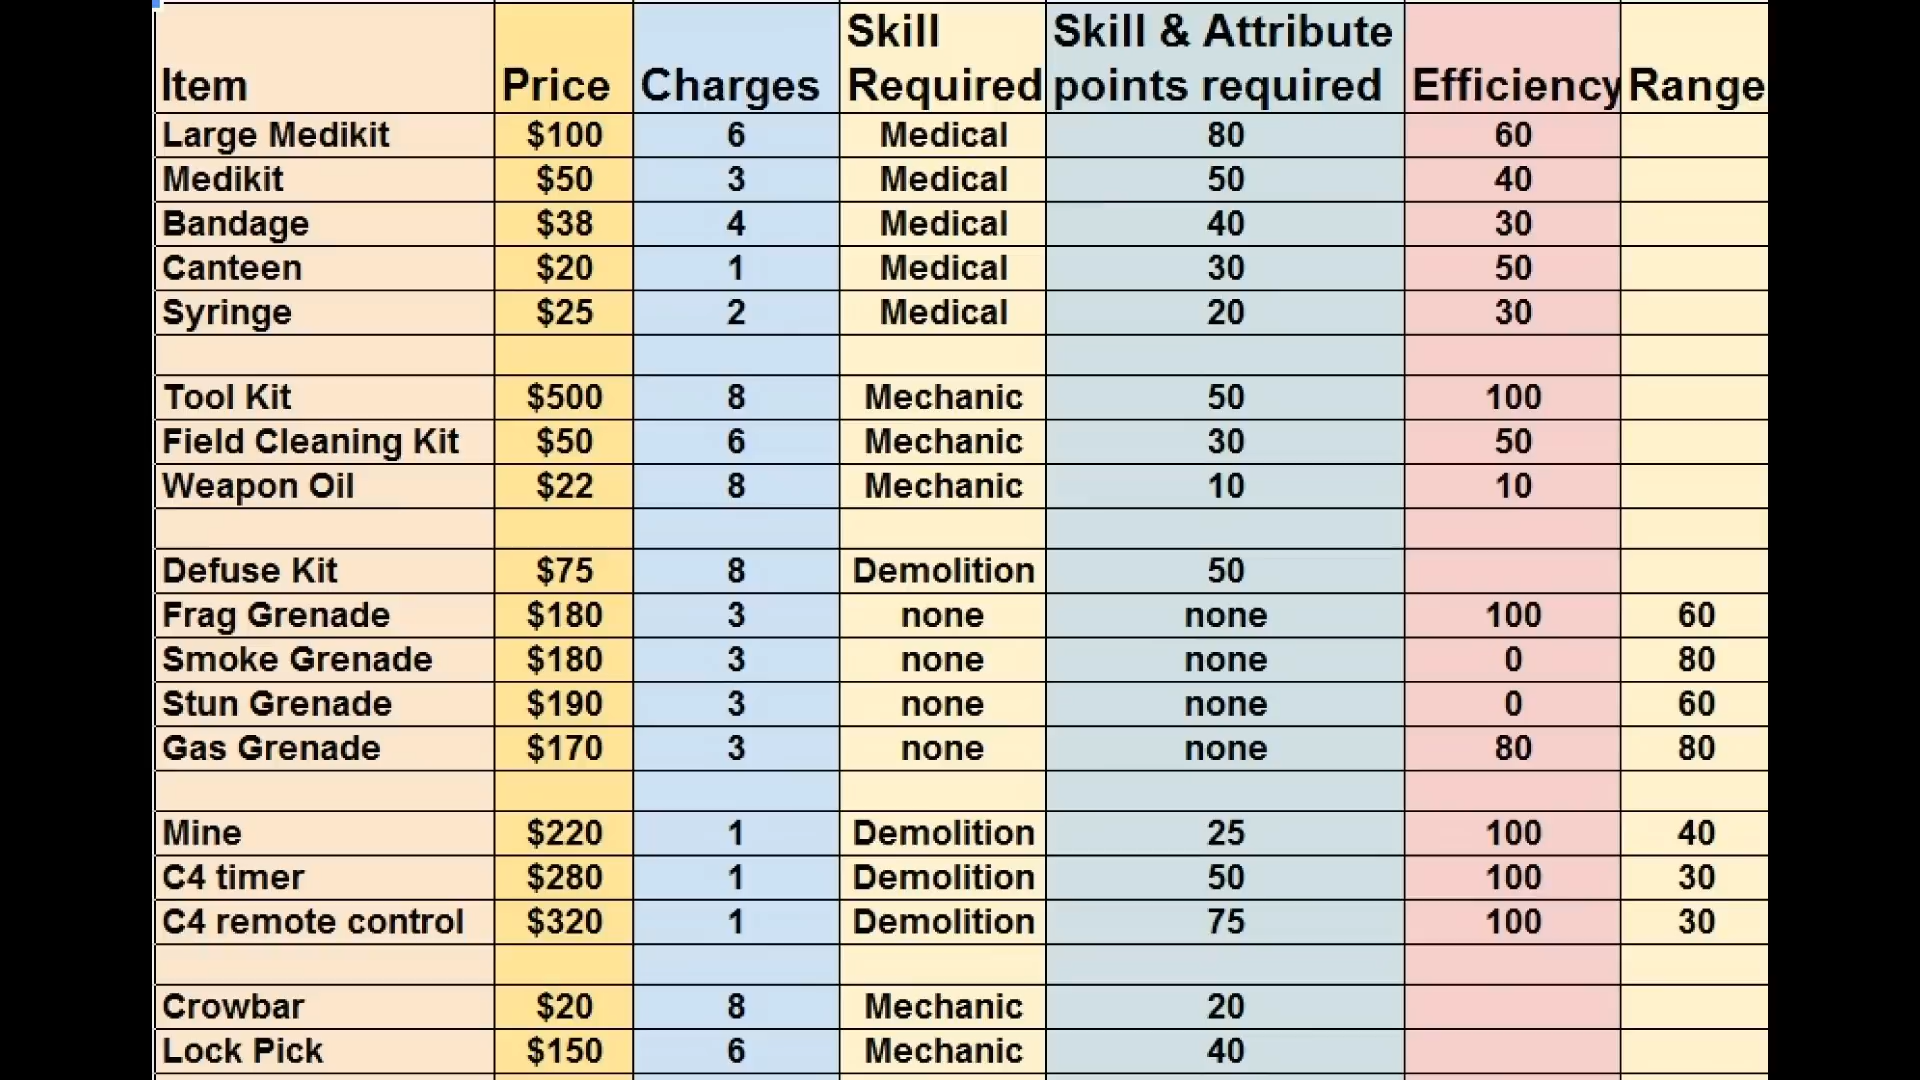 Item Price Charges Skill Required Skill & Attribute points required Efficiency Range
Large Medikit $100 6 Medical 80 60
Medikit $50 3 Medical 50 40
Bandage $38 4 Medical 40 30
Canteen $20 1 Medical 30 50
Syringe $25 2 Medical 20 30
Tool Kit $500 8 Mechanic 50 100
Field Cleaning Kit $50 6 Mechanic 30 50
Weapon Oil $22 8 Mechanic 10 10
Defuse Kit $75 8 Demolition 50
Frag Grenade $180 3 none none 100 60
Smoke Grenade $180 3 none none 0 80
Stun Grenade $190 3 none none 0 60
Gas Grenade $170 3 none none 80 80
Mine $220 1 Demolition 25 100 40
C4 timer $280 1 Demolition 50 100 30
C4 remote control $320 1 Demolition 75 100 30
Crowbar $20 8 Mechanic 20
Lock Pick $150 6 Mechanic 40